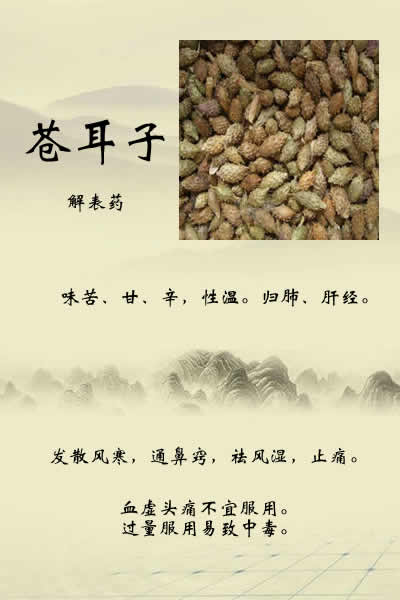 苍耳子
解表药
味苦、甘、辛，性温。归肺、肝经。
发散风寒，通鼻窍，祛风湿，止痛。
血虚头痛不宜服用。
过量服用易致中毒。